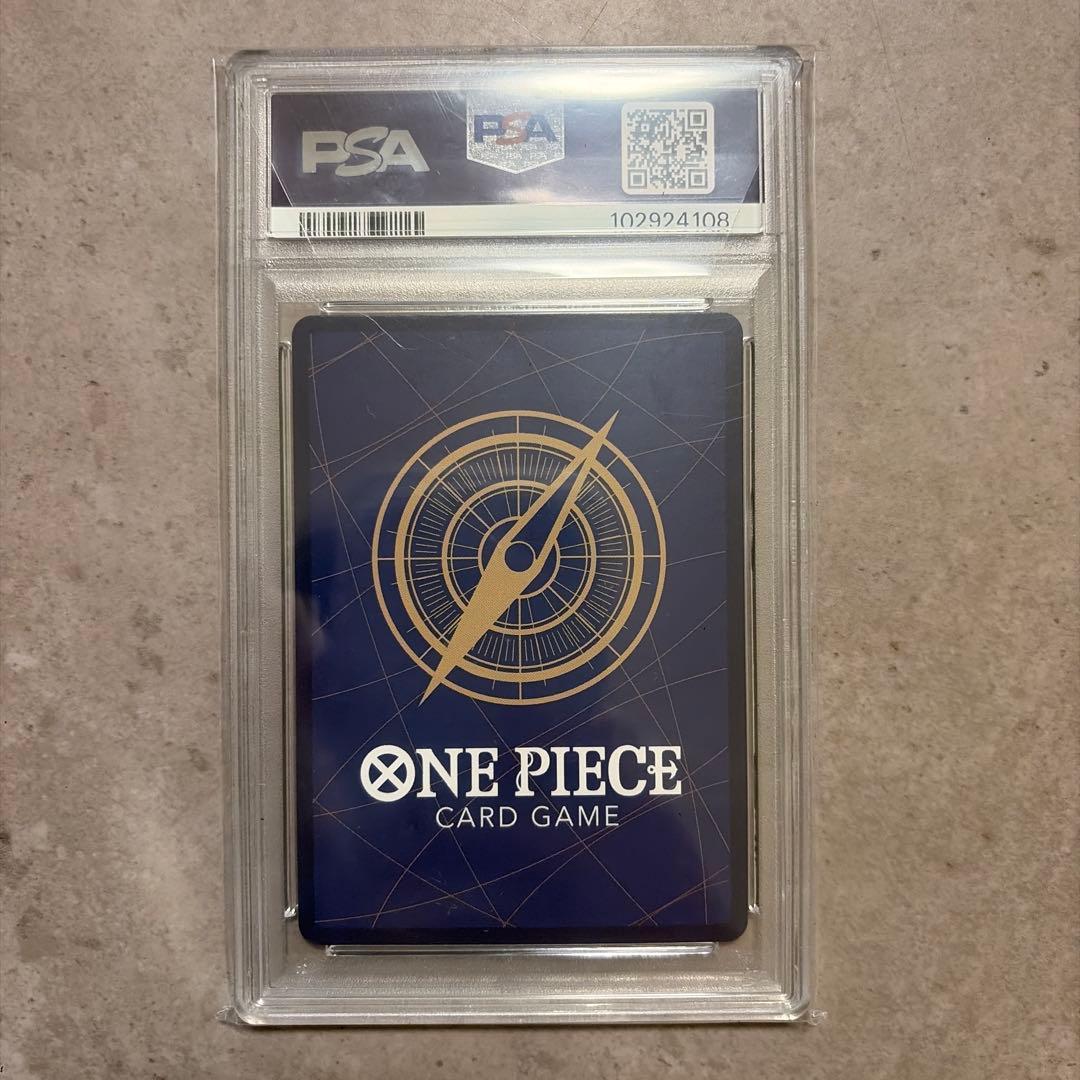 PSA
PSA
102924108
ONE PIECE
CARD GAME